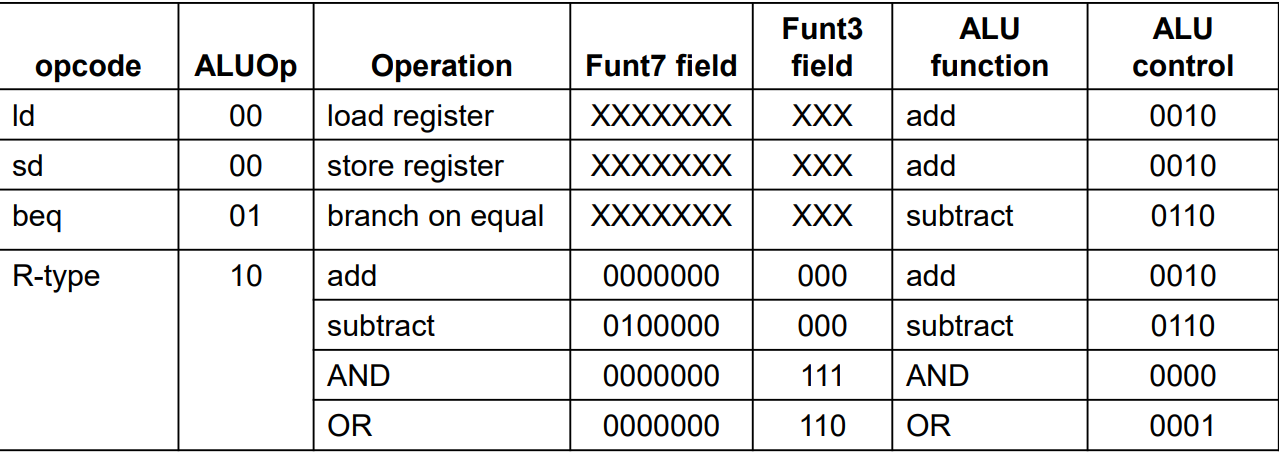 opcode ALUOp Operation Funt7 field Funt3 field ALU function ALU control
ld 00 load register XXXXXXX XXX add 0010
sd 00 store register XXXXXXX XXX add 0010
beq 01 branch on equal XXXXXXX XXX subtract 0110
R-type 10 add 0000000 000 add 0010
subtract 0100000 000 subtract 0110
AND 0000000 111 AND 0000
OR 0000000 110 OR 0001